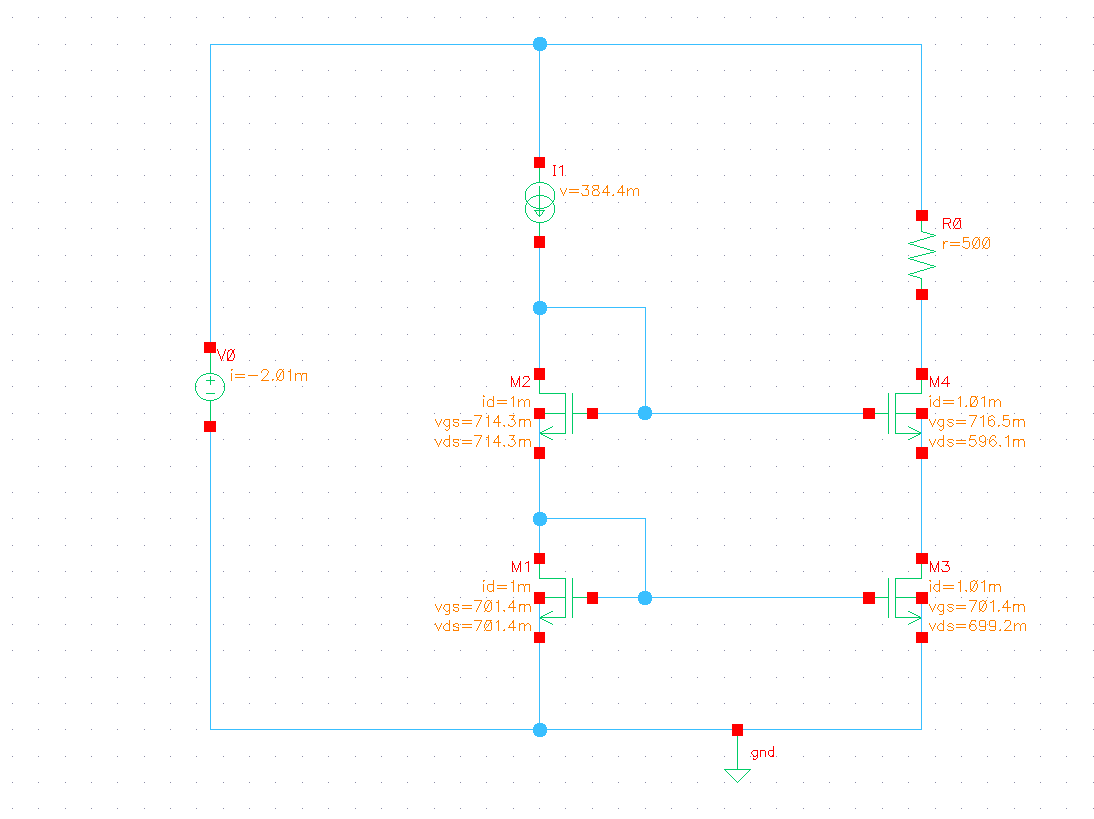 I1
v=384.4m
R0
r=500
V0
i=-2.01m
M2
id=1m
vgs=714.3m
vds=714.3m
M4
id=1.01m
vgs=716.5m
vds=596.1m
M1
id=1m
vgs=701.4m
vds=701.4m
M3
id=1.01m
vgs=701.4m
vds=699.2m
gnd